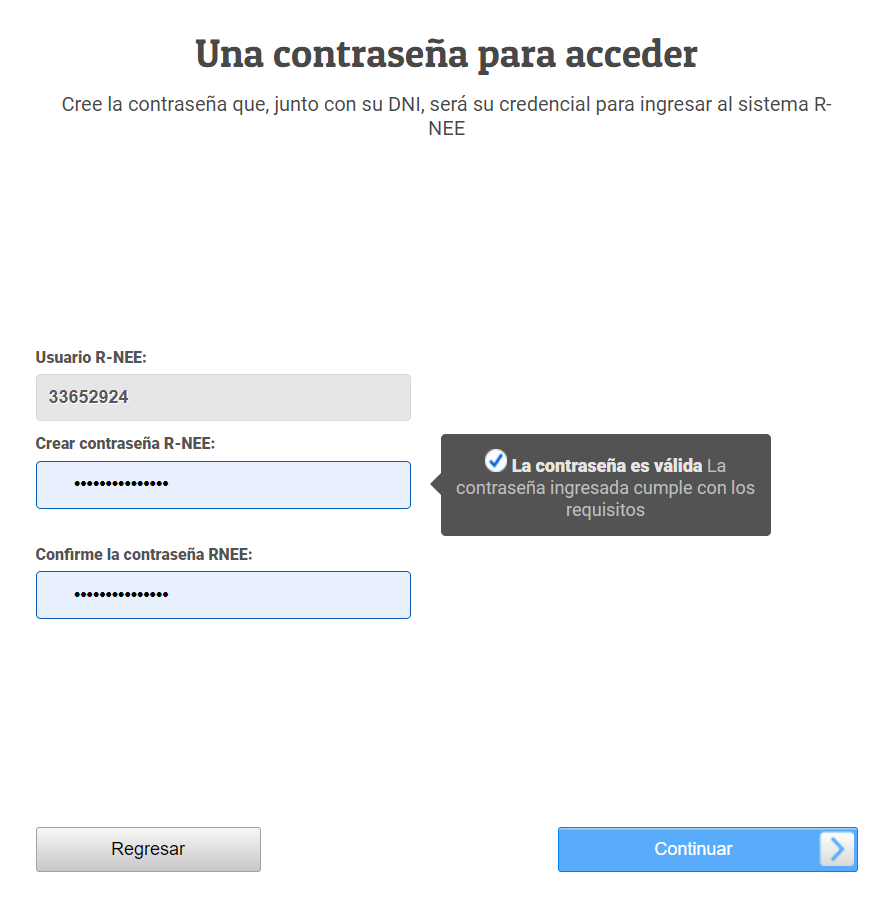 Una contraseña para acceder
Cree la contraseña que, junto con su DNI, será su credencial para ingresar al sistema R-
NEE
Usuario R-NEE:
33652924
Crear contraseña R-NEE:
•••••••••••••••
La contraseña es válida La
contraseña ingresada cumple con los
requisitos
Confirme la contraseña RNEE:
•••••••••••••••
Regresar
Continuar